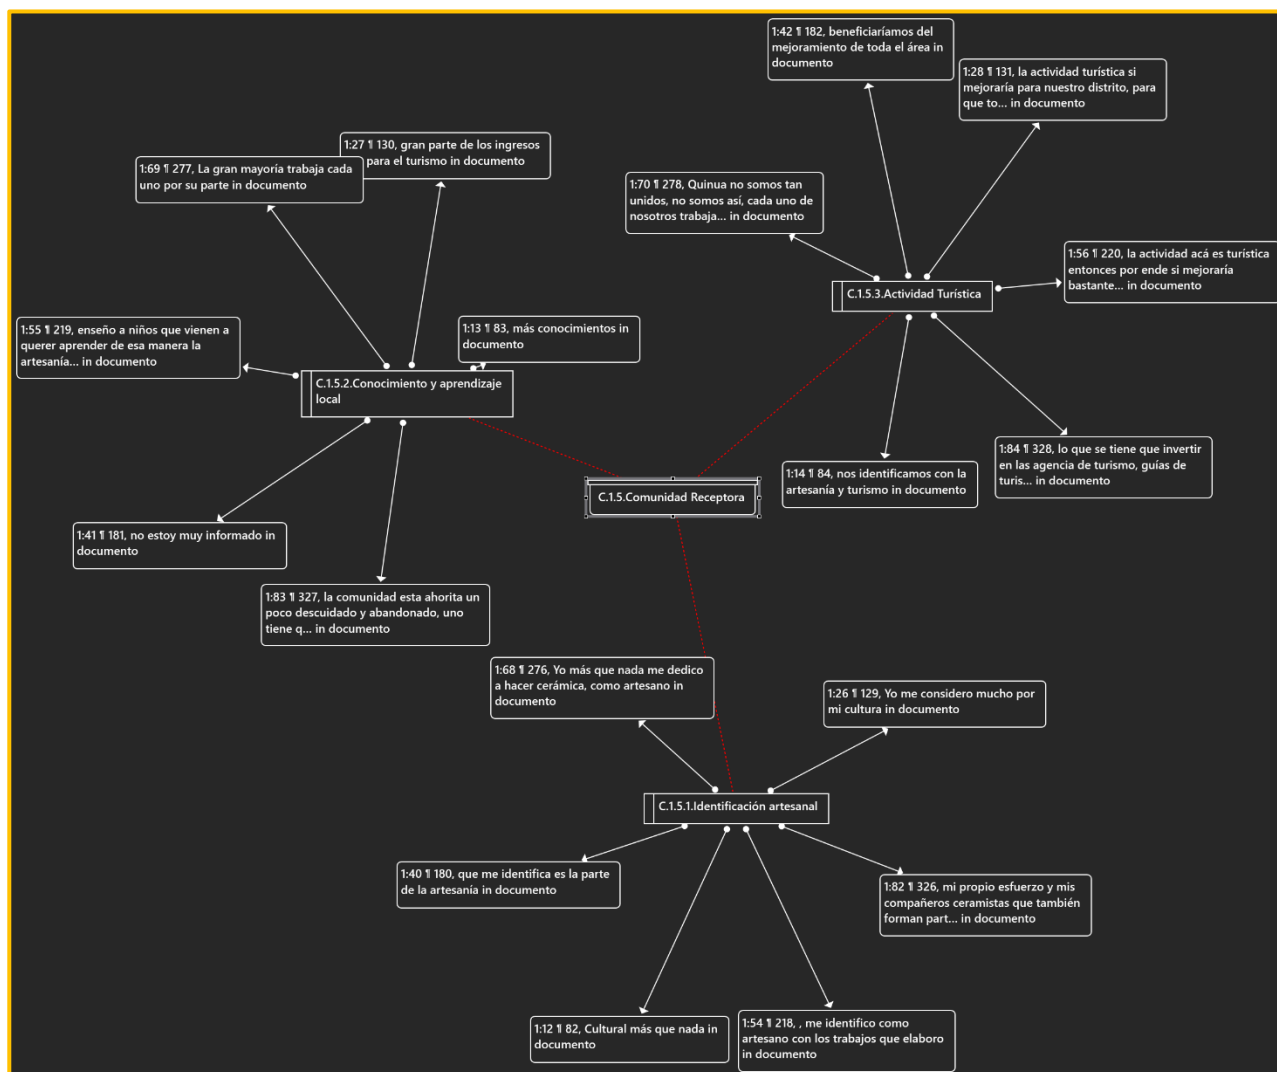 1:42 ¶ 182, beneficiaríamos del
mejoramiento de toda el área in
documento
1:28 ¶ 131, la actividad turística si
mejoraría para nuestro distrito, para
que to... in documento
1:27 ¶ 130, gran parte de los ingresos
para el turismo in documento
1:69 ¶ 277, La gran mayoría trabaja cada
uno por su parte in documento
1:70 ¶ 278, Quinua no somos tan
unidos, no somos así, cada uno de
nosotros trabaja... in documento
1:56 ¶ 220, la actividad acá es turística
entonces por ende si mejoraría
bastante... in documento
C.1.5.3.Actividad Turística
1:55 ¶ 219, enseño a niños que vienen a
querer aprender de esa manera la
artesanía... in documento
1:13 ¶ 83, más conocimientos in
documento
C.1.5.2.Conocimiento y aprendizaje
local
1:84 ¶ 328, lo que se tiene que invertir
en las agencia de turismo, guías de
turis... in documento
1:14 ¶ 84, nos identificamos con la
artesanía y turismo in documento
C.1.5.Comunidad Receptora
1:41 ¶ 181, no estoy muy informado in
documento
1:83 ¶ 327, la comunidad esta ahorita un
poco descuidado y abandonado, uno
tiene q... in documento
1:68 ¶ 276, Yo más que nada me dedico
a hacer cerámica, como artesano in
documento
1:26 ¶ 129, Yo me considero mucho por
mi cultura in documento
C.1.5.1.Identificación artesanal
1:40 ¶ 180, que me identifica es la parte
de la artesanía in documento
1:82 ¶ 326, mi propio esfuerzo y mis
compañeros ceramistas que también
forman part... in documento
1:12 ¶ 82, Cultural más que nada in
documento
1:54 ¶ 218, , me identifico como
artesano con los trabajos que elaboro
in documento